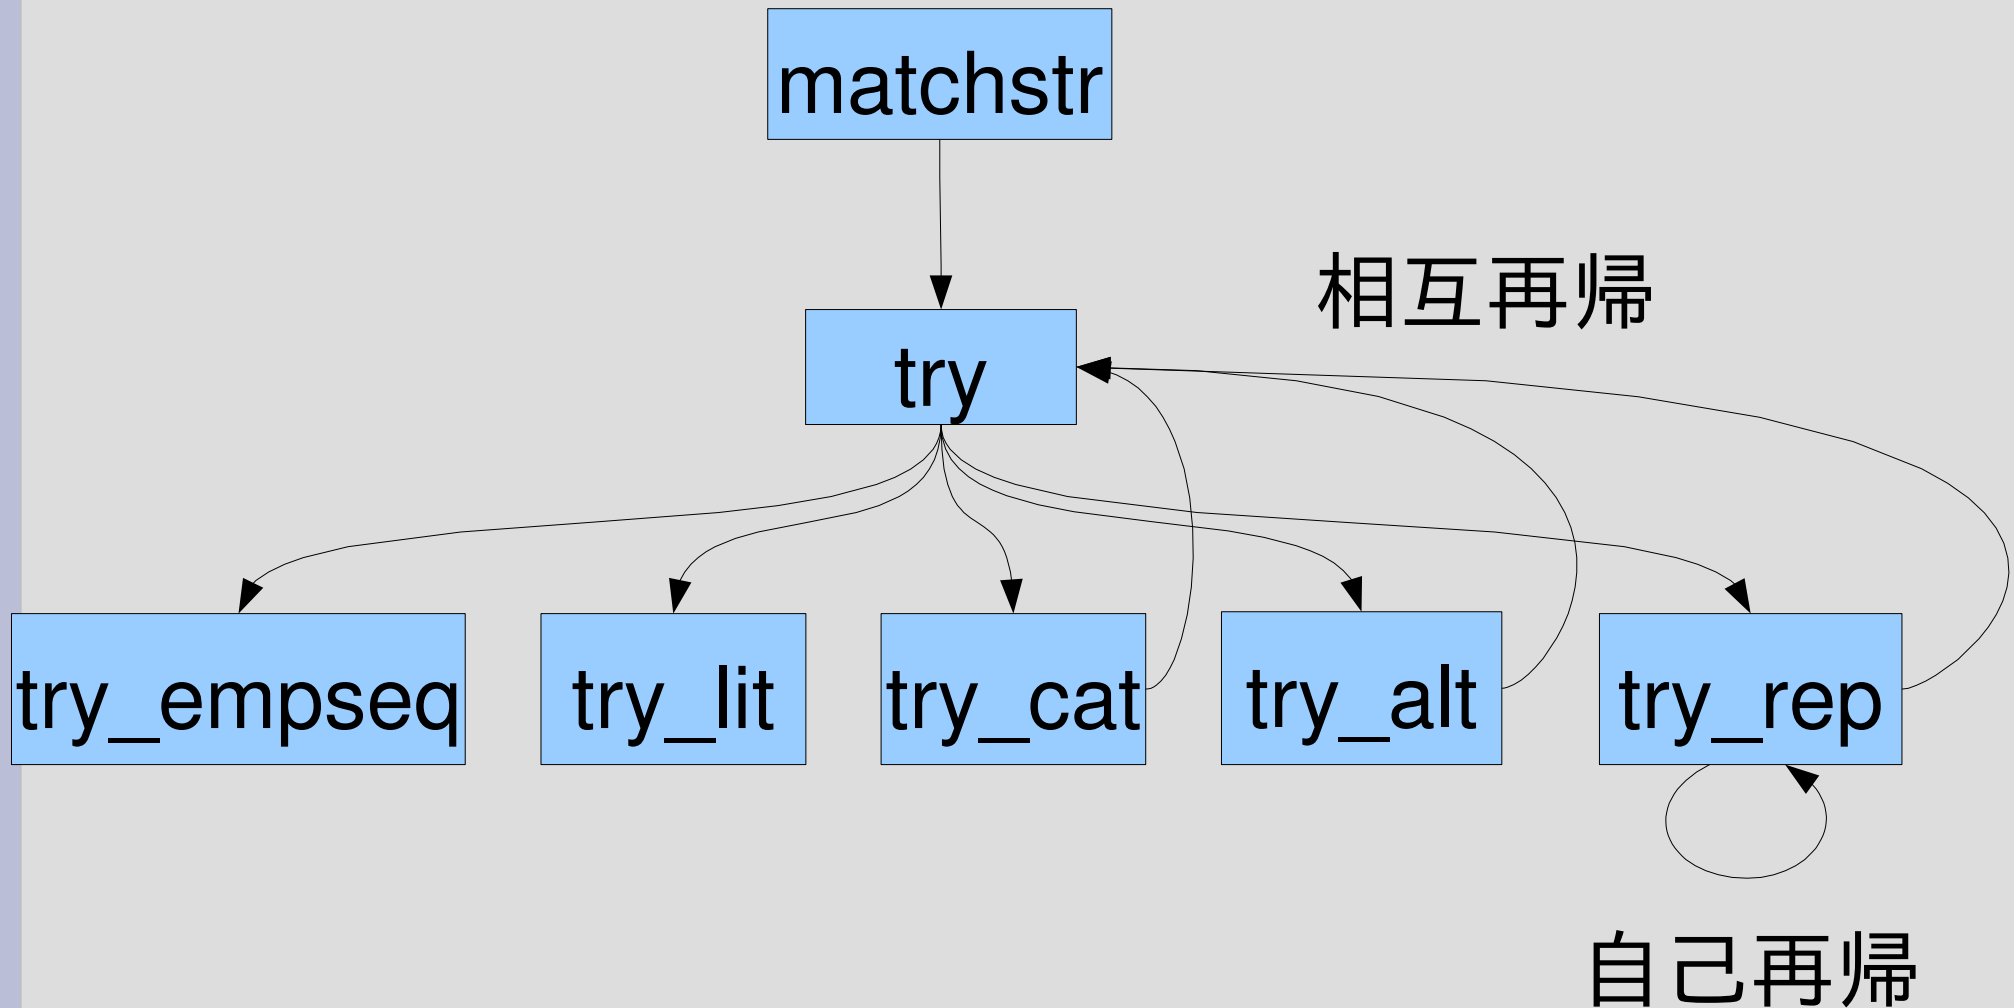 matchstr
相互再帰
try
try_empseq
try_lit
try_cat
try_alt
try_rep
自己再帰